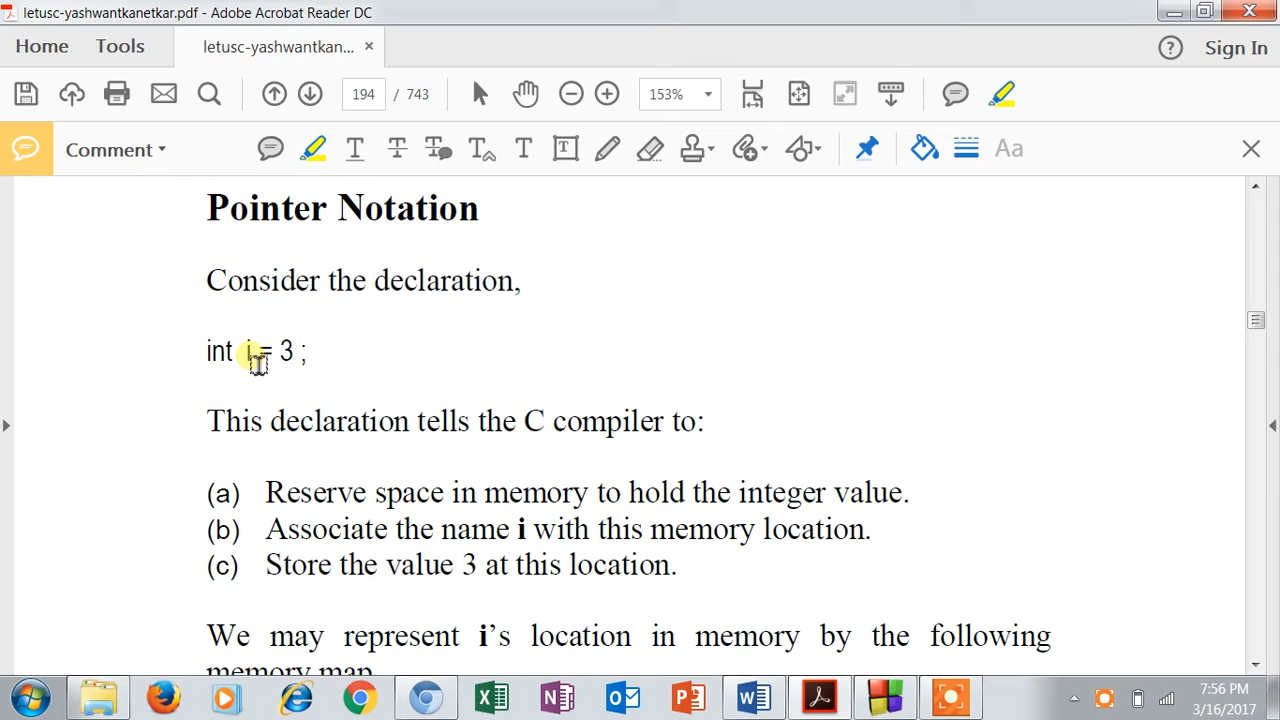 letusc-yashwantkanetkar.pdf - Adobe Acrobat Reader DC
Home Tools letusc-yashwantkan... × ? Sign In
194 / 743 153%
Comment Aa
Pointer Notation
Consider the declaration,
int i = 3 ;
This declaration tells the C compiler to:
(a) Reserve space in memory to hold the integer value.
(b) Associate the name i with this memory location.
(c) Store the value 3 at this location.
We may represent i’s location in memory by the following
memory map
7:56 PM
3/16/2017